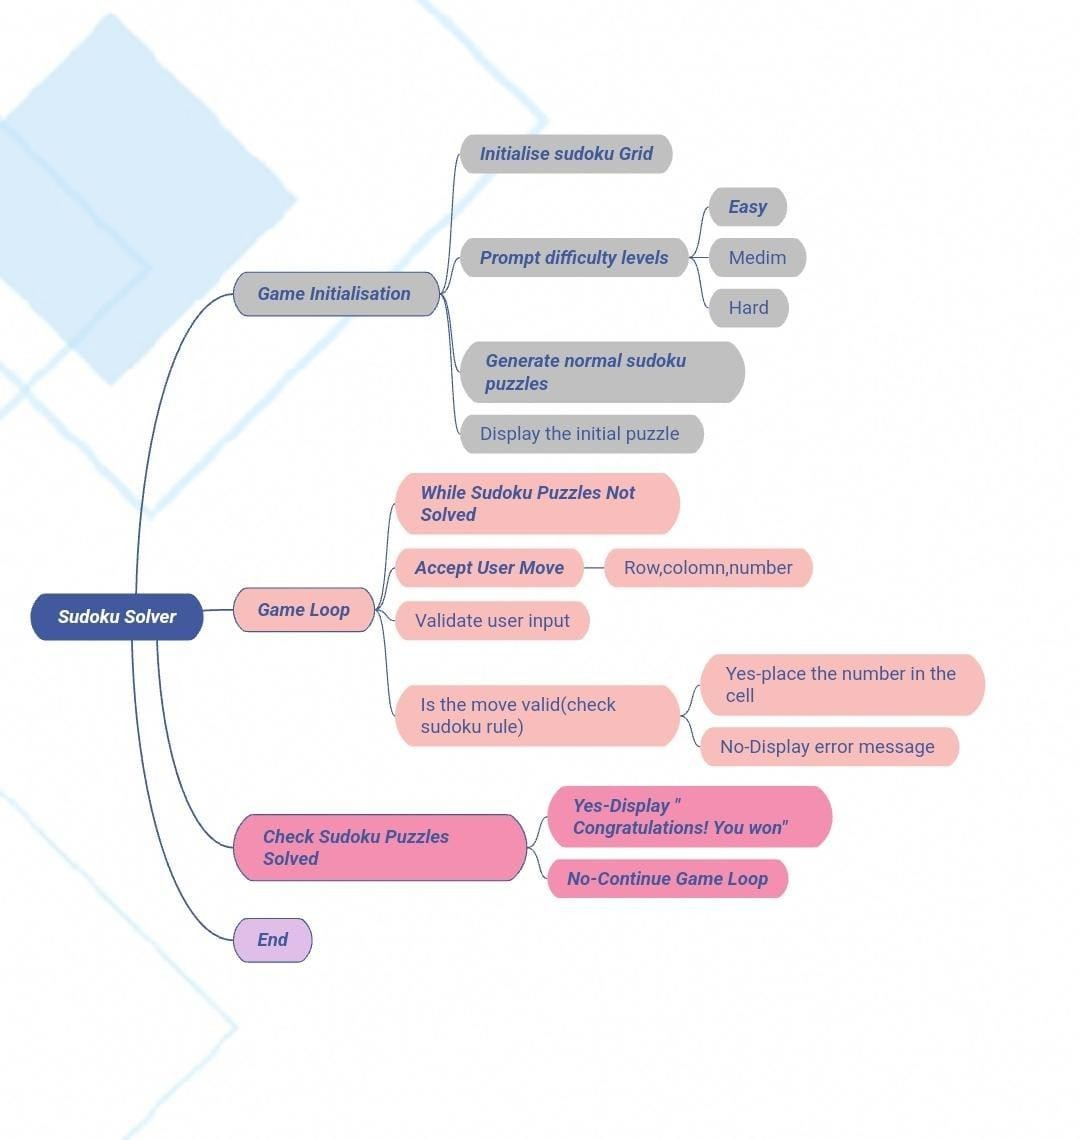 Initialise sudoku Grid
Easy
Prompt difficulty levels
Medim
Hard
Game Initialisation
Generate normal sudoku
puzzles
Display the initial puzzle
While Sudoku Puzzles Not
Solved
Accept User Move
Row,colomn,number
Sudoku Solver
Game Loop
Validate user input
Is the move valid(check
sudoku rule)
Yes-place the number in the
cell
No-Display error message
Check Sudoku Puzzles
Solved
Yes-Display "
Congratulations! You won"
No-Continue Game Loop
End